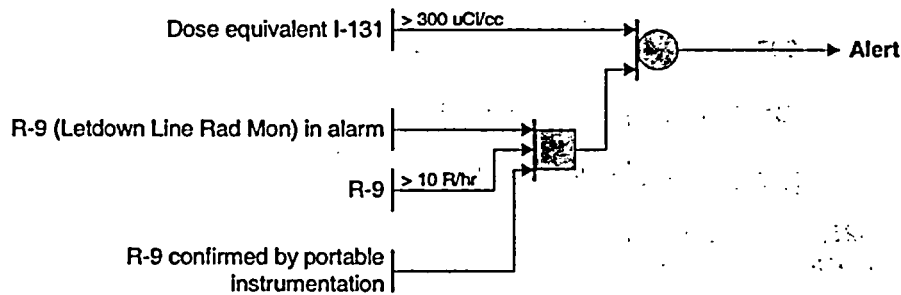 Dose equivalent I-131
> 300 uCi/cc
Alert
R-9 (Letdown Line Rad Mon) in alarm
R-9
> 10 R/hr
R-9 confirmed by portable
instrumentation